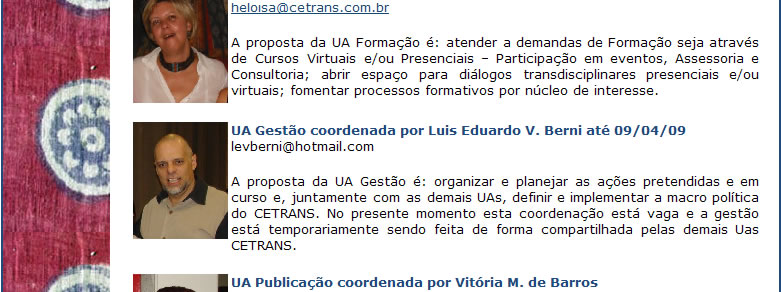 heloisa@cetrans.com.br
A proposta da UA Formação é: atender a demandas de Formação seja através
de Cursos Virtuais e/ou Presenciais – Participação em eventos, Assessoria e
Consultoria; abrir espaço para diálogos transdisciplinares presenciais e/ou
virtuais; fomentar processos formativos por núcleo de interesse.
UA Gestão coordenada por Luis Eduardo V. Berni até 09/04/09
levberni@hotmail.com
A proposta da UA Gestão é: organizar e planejar as ações pretendidas e em
curso e, juntamente com as demais UAs, definir e implementar a macro política
do CETRANS. No presente momento esta coordenação está vaga e a gestão
está temporariamente sendo feita de forma compartilhada pelas demais Uas
CETRANS.
UA Publicação coordenada por Vitória M. de Barros